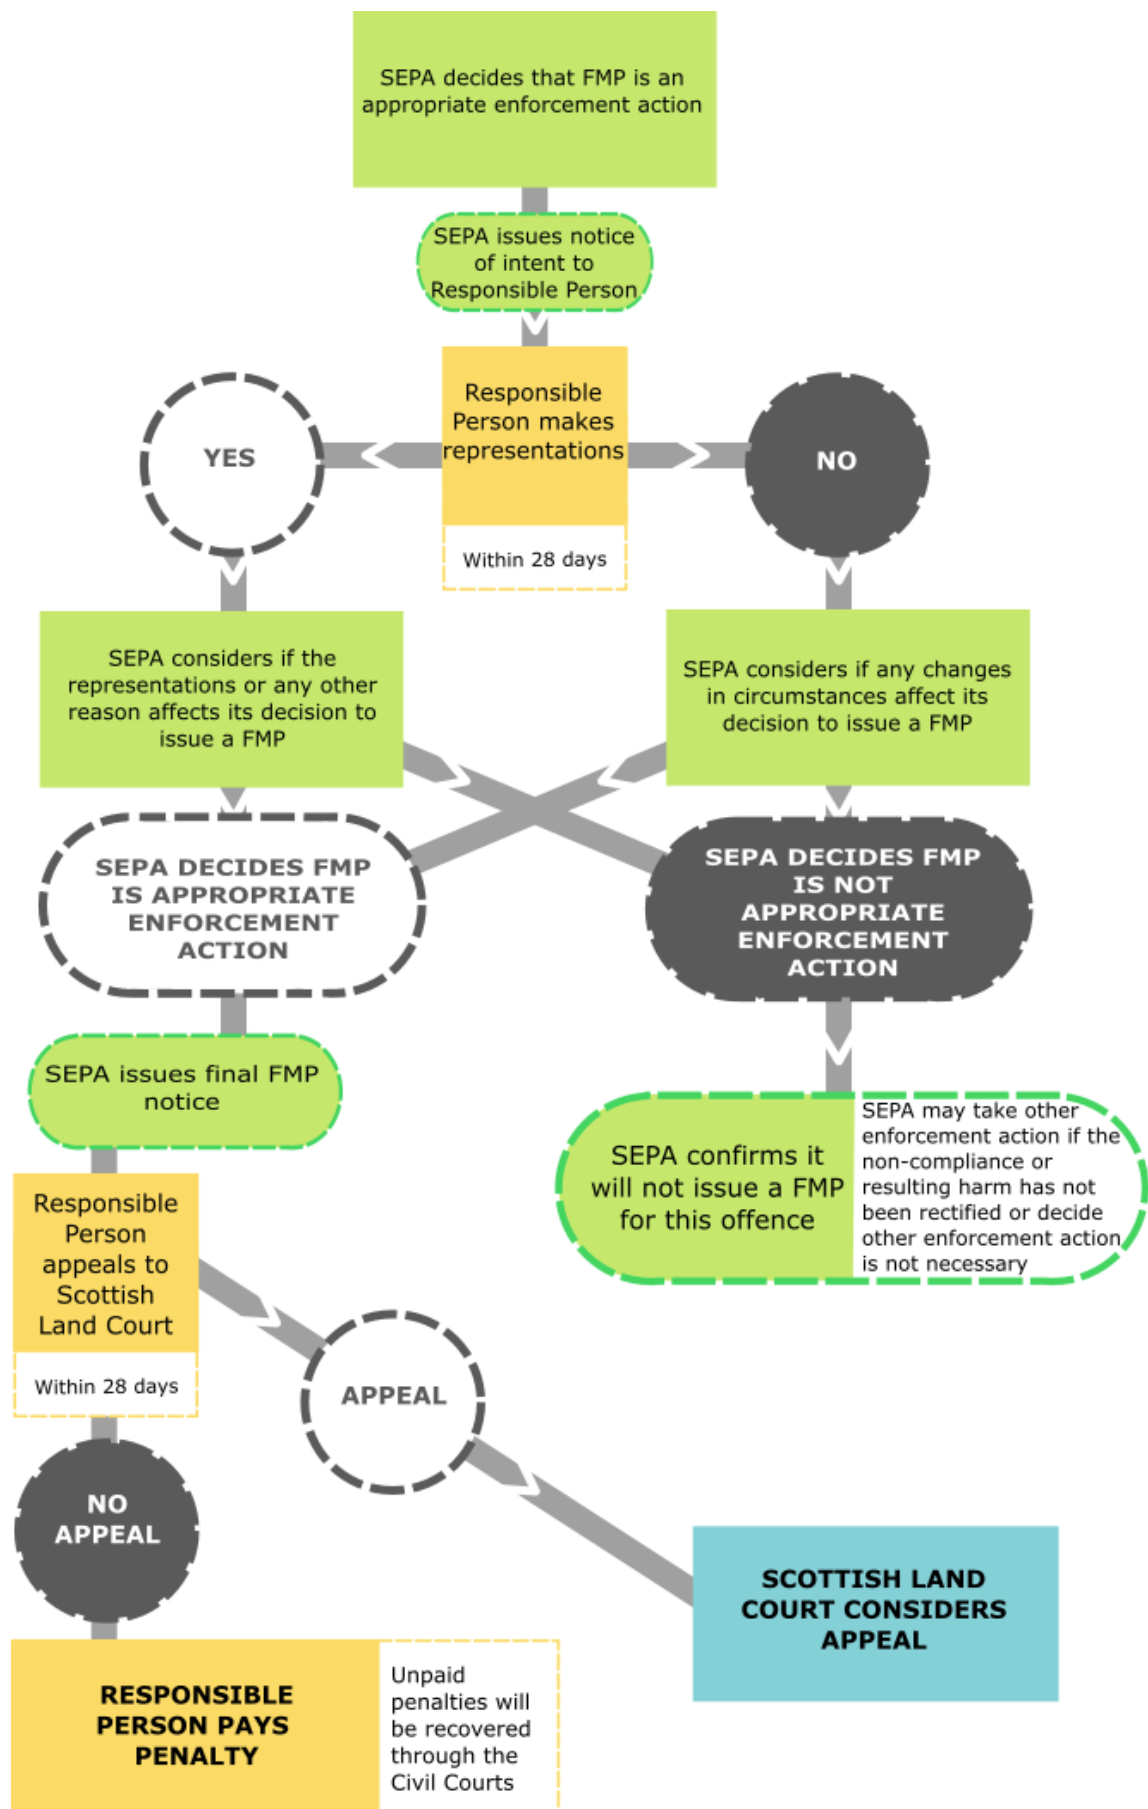 SEPA decides that FMP is an
appropriate enforcement action
SEPA issues notice
of intent to
Responsible Person
Responsible
Person makes
representations
Within 28 days
YES
NO
SEPA considers if the
representations or any other
reason affects its decision to
issue a FMP
SEPA considers if any changes
in circumstances affect its
decision to issue a FMP
SEPA DECIDES FMP
IS APPROPRIATE
ENFORCEMENT
ACTION
SEPA DECIDES FMP
IS NOT
APPROPRIATE
ENFORCEMENT
ACTION
SEPA issues final FMP
notice
SEPA confirms it
will not issue a FMP
for this offence
SEPA may take other
enforcement action if the
non-compliance or
resulting harm has not
been rectified or decide
other enforcement action
is not necessary
Responsible
Person
appeals to
Scottish
Land Court
Within 28 days
APPEAL
NO
APPEAL
SCOTTISH LAND
COURT CONSIDERS
APPEAL
RESPONSIBLE
PERSON PAYS
PENALTY
Unpaid
penalties will
be recovered
through the
Civil Courts